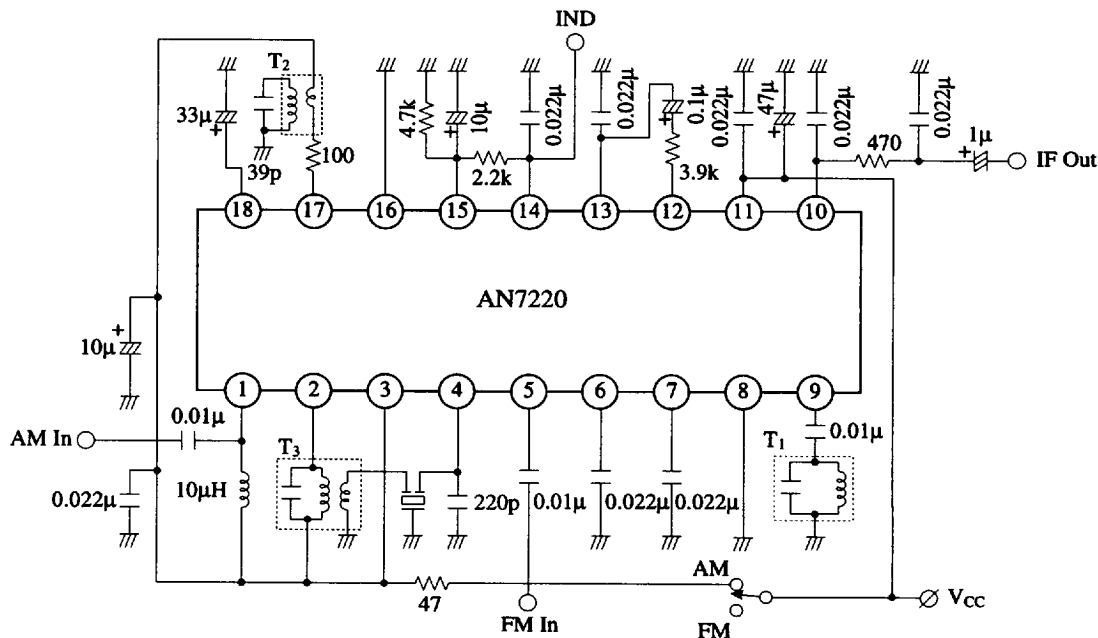 IND
T₂
33μ
+
39p
100
4.7k
10μ
+
2.2k
0.022μ
0.022μ
0.1μ
+
3.9k
0.022μ
47μ
+
0.022μ
470
0.022μ
1μ
+
IF Out
18
17
16
15
14
13
12
11
10
AN7220
+
10μ
1
2
3
4
5
6
7
8
9
AM In
0.01μ
0.022μ
10μH
T₃
220p
0.01μ
0.022μ
0.022μ
T₁
0.01μ
47
FM In
AM
FM
V_CC